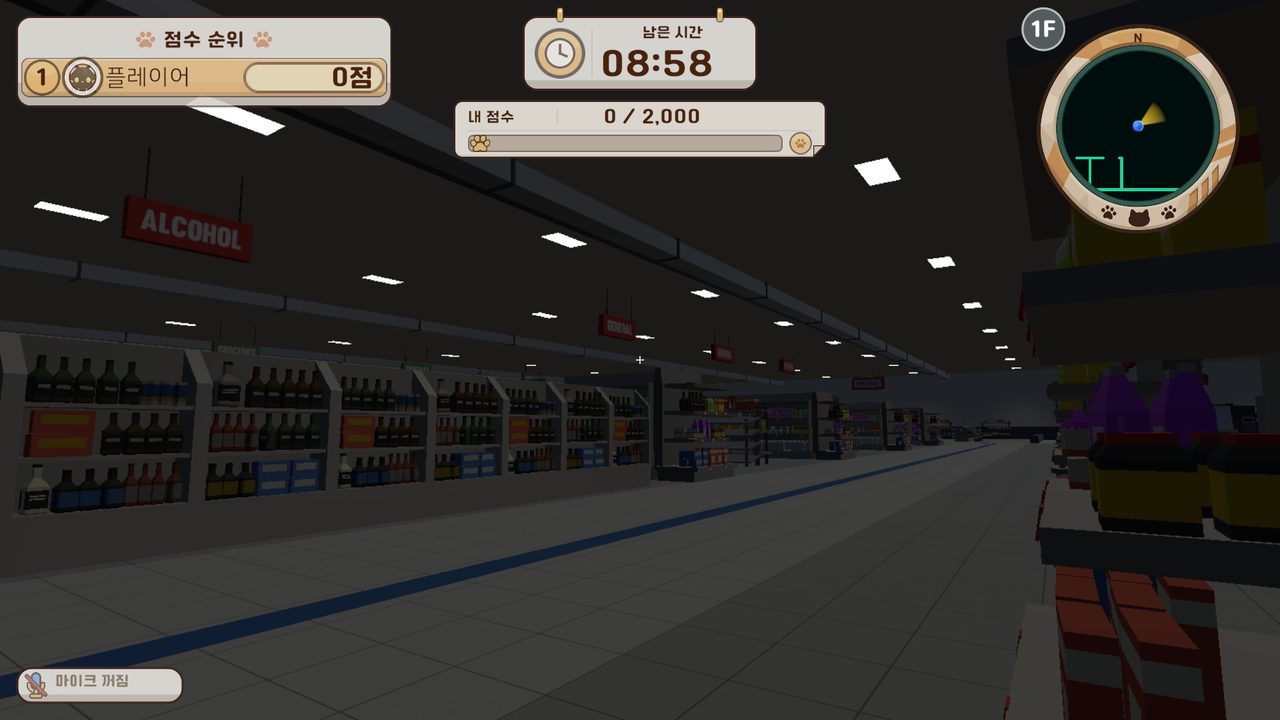 점수 순위
1 플레이어 0점
남은 시간
08:58
내 점수 0 / 2,000
1F
N
ALCOHOL
GENERAL
GROCERIES
마이크 꺼짐